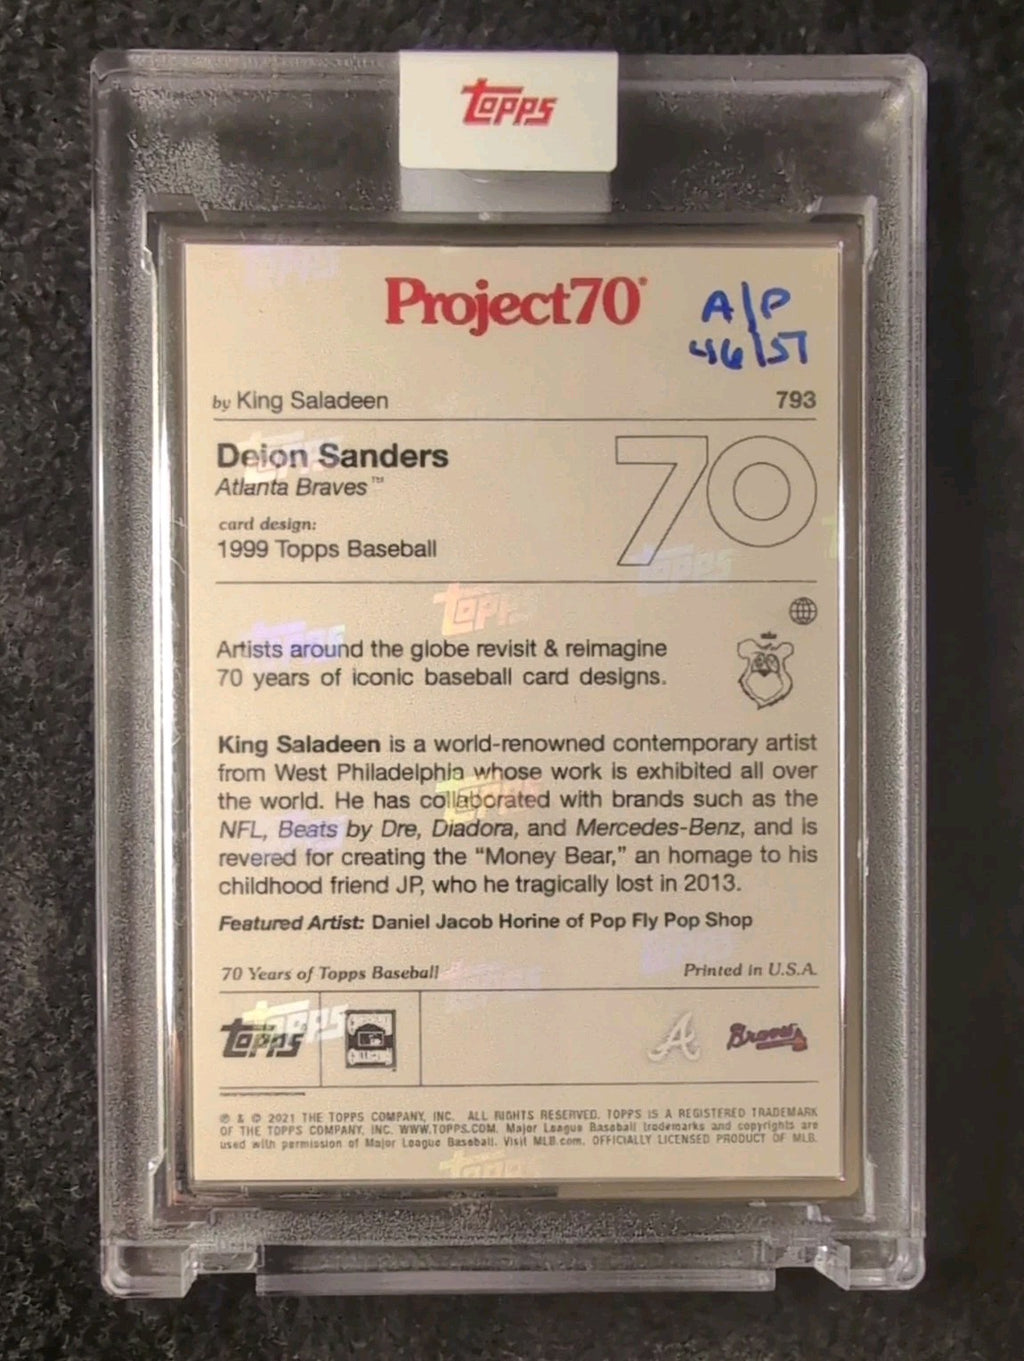 Topps
Project70®
A/P
46/51
by King Saladeen
793
Deion Sanders
Atlanta Braves™
card design:
1999 Topps Baseball
70
Artists around the globe revisit & reimagine
70 years of iconic baseball card designs.
King Saladeen is a world-renowned contemporary artist
from West Philadelphia whose work is exhibited all over
the world. He has collaborated with brands such as the
NFL, Beats by Dre, Diadora, and Mercedes-Benz, and is
revered for creating the “Money Bear,” an homage to his
childhood friend JP, who he tragically lost in 2013.
Featured Artist: Daniel Jacob Horine of Pop Fly Pop Shop
70 Years of Topps Baseball
Printed in U.S.A.
Topps
A
Braves
® & © 2021 THE TOPPS COMPANY, INC. ALL RIGHTS RESERVED. TOPPS IS A REGISTERED TRADEMARK
OF THE TOPPS COMPANY, INC. WWW.TOPPS.COM. Major League Baseball trademarks and copyrights are
used with permission of Major League Baseball. Visit MLB.com. OFFICIALLY LICENSED PRODUCT OF MLB.